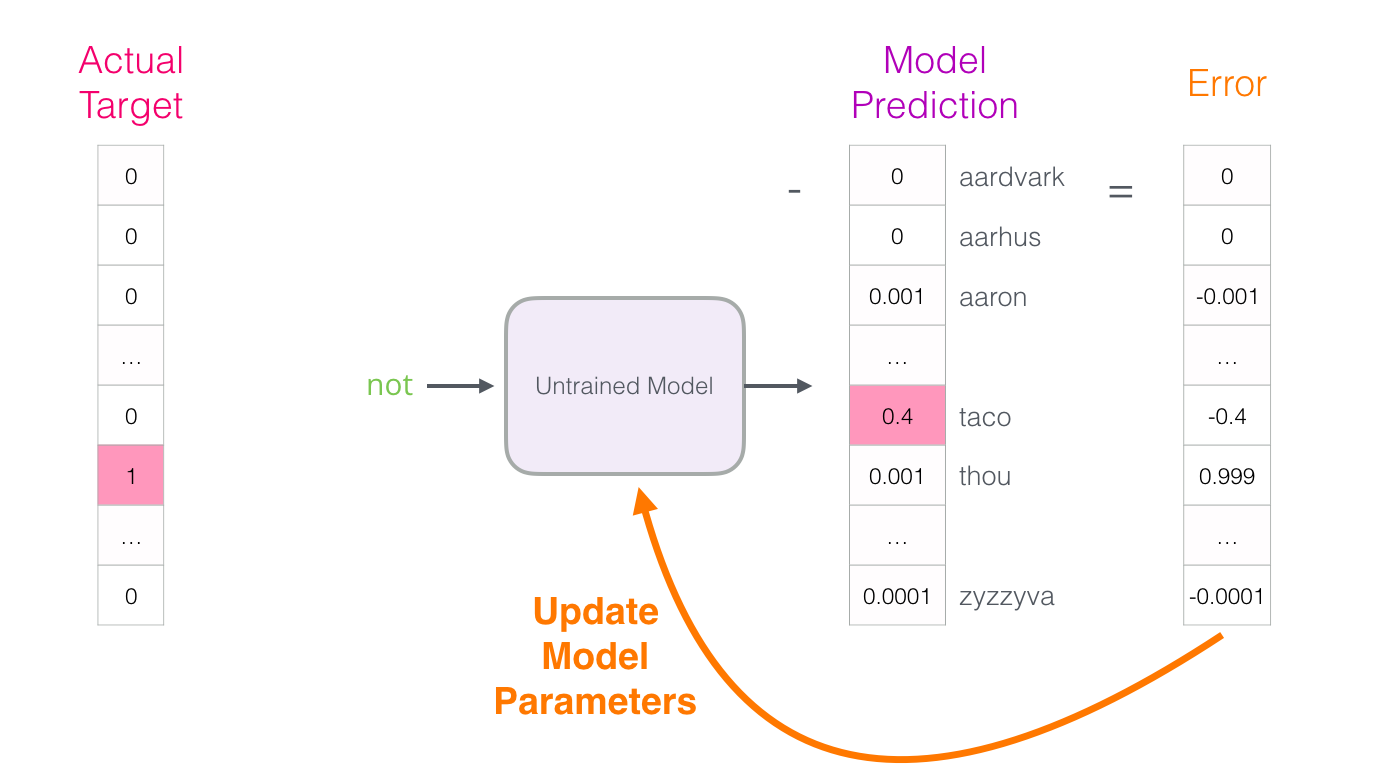 Actual
Target
Model
Prediction
Error
0
-
0
aardvark
=
0
0
0
aarhus
0
0
0.001
aaron
-0.001
...
...
...
not
Untrained Model
0
0.4
taco
-0.4
1
0.001
thou
0.999
...
...
...
0
0.0001
zyzzyva
-0.0001
Update
Model
Parameters